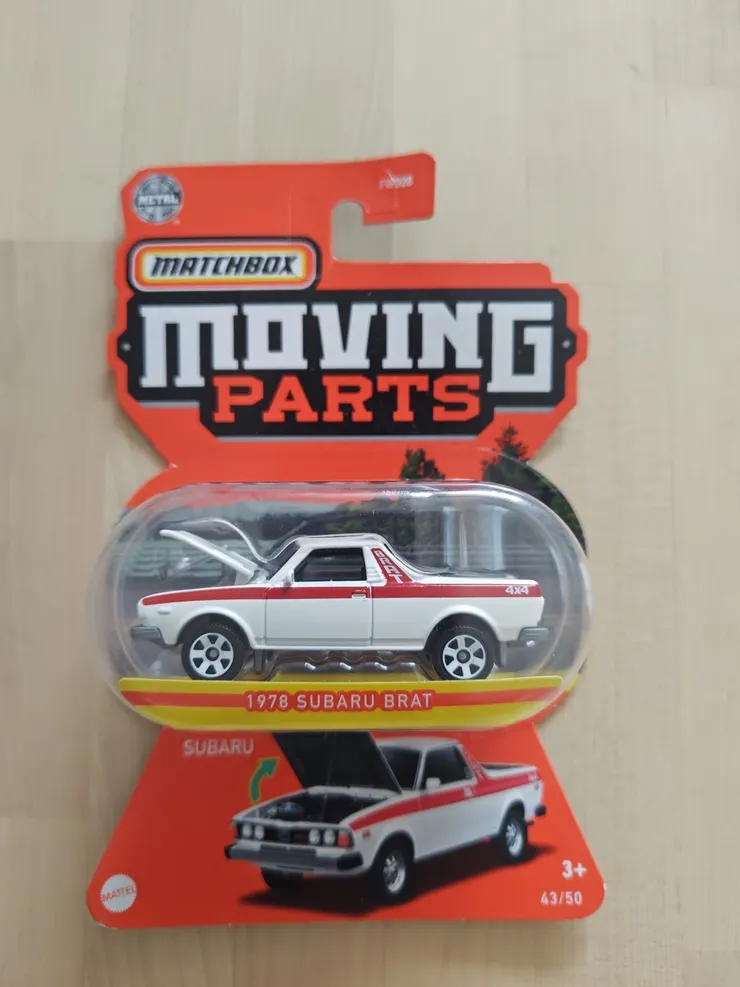 METAL
MATCHBOX
MOVING
PARTS
BRAT
4x4
1978 SUBARU BRAT
SUBARU
MATTEL
3+
43/50